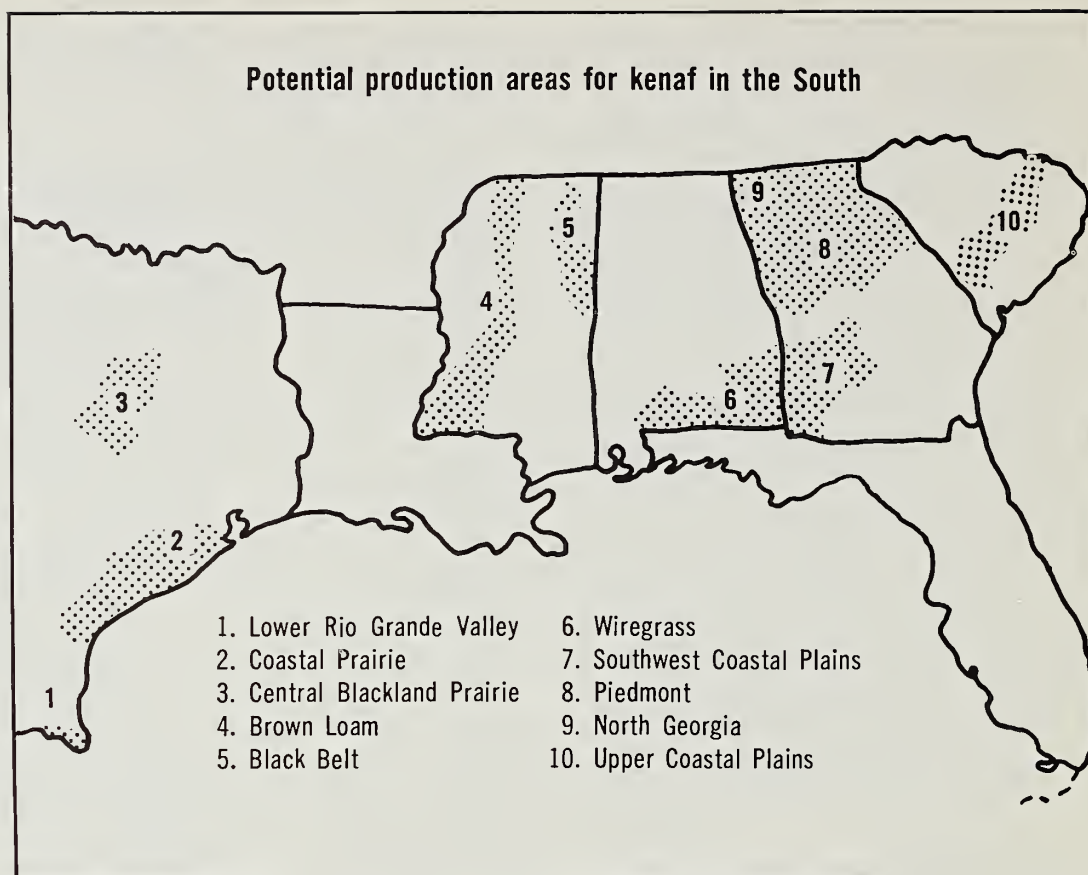 Potential production areas for kenaf in the South
9
10
5
8
4
7
3
6
2
1
1. Lower Rio Grande Valley
2. Coastal Prairie
3. Central Blackland Prairie
4. Brown Loam
5. Black Belt
6. Wiregrass
7. Southwest Coastal Plains
8. Piedmont
9. North Georgia
10. Upper Coastal Plains